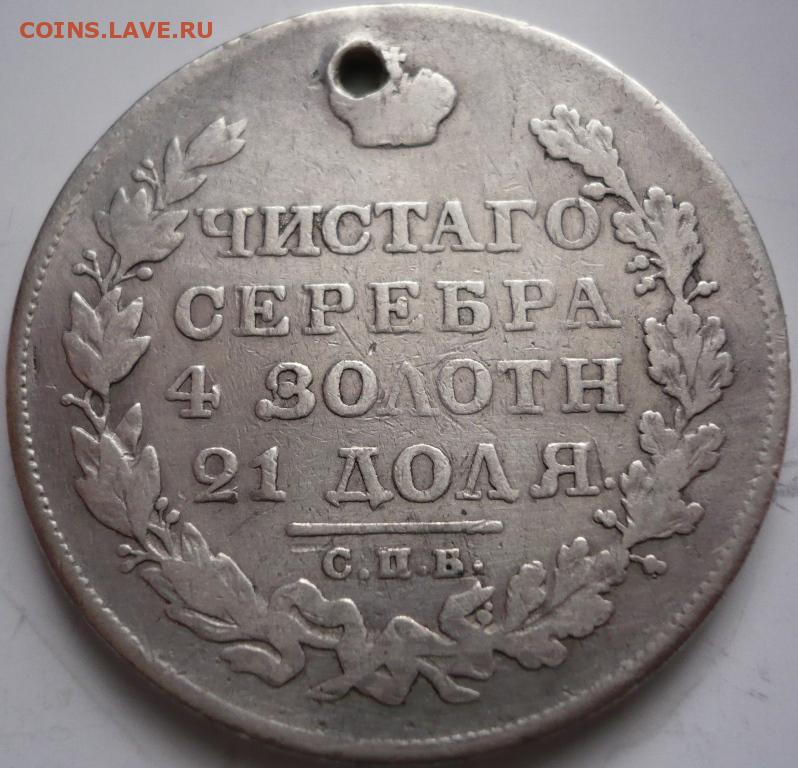 COINS.LAVE.RU
ЧИСТАГО
СЕРЕБРА
4 ЗОЛОТН
21 ДОЛЯ.
С.П.Б.